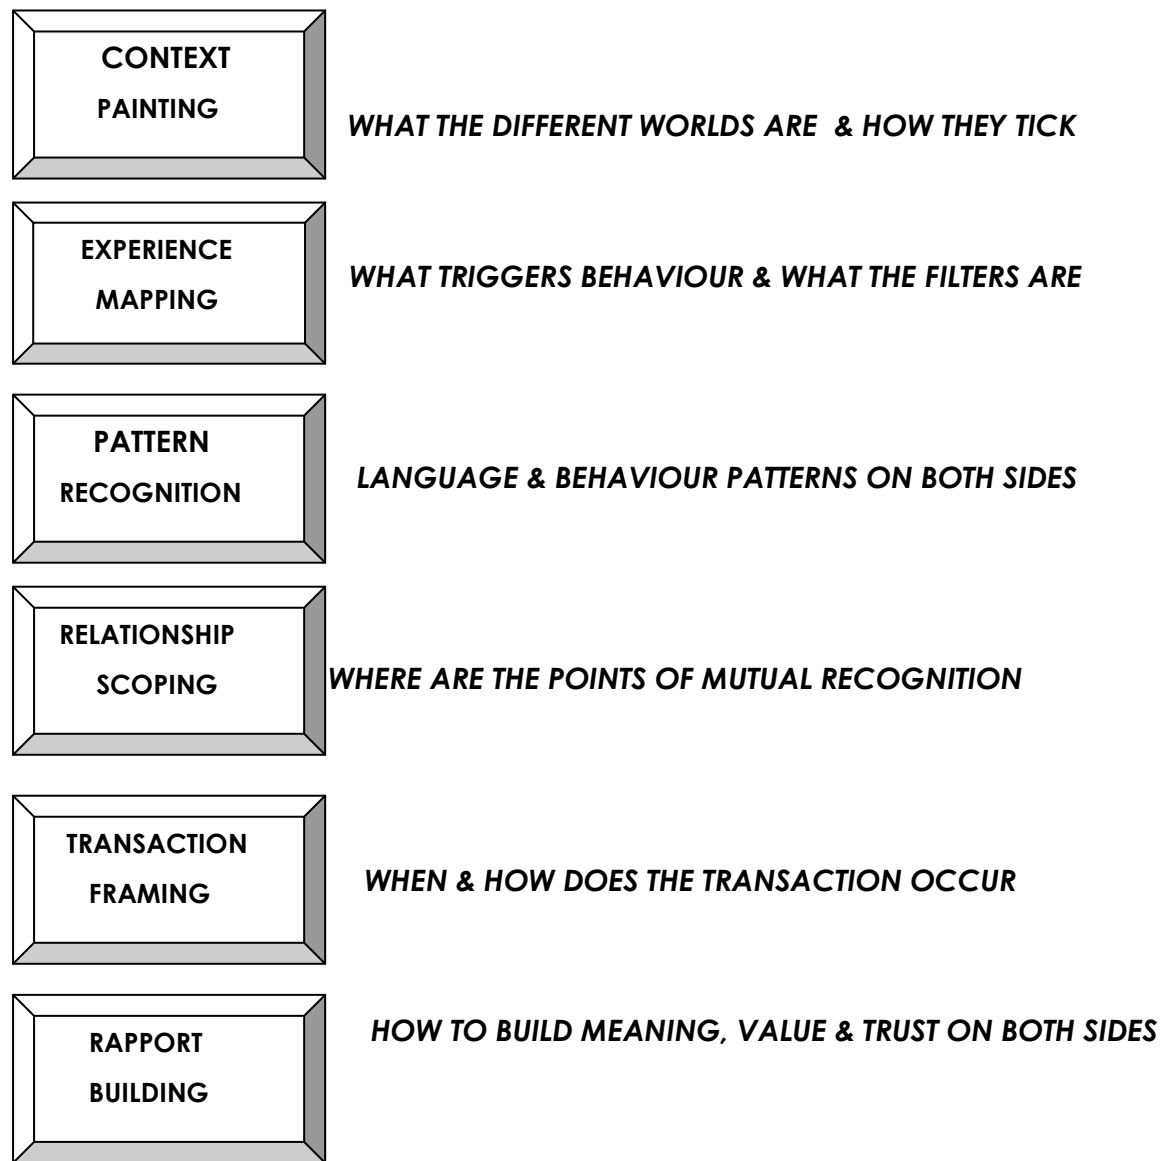 CONTEXT
PAINTING
WHAT THE DIFFERENT WORLDS ARE & HOW THEY TICK
EXPERIENCE
MAPPING
WHAT TRIGGERS BEHAVIOUR & WHAT THE FILTERS ARE
PATTERN
RECOGNITION
LANGUAGE & BEHAVIOUR PATTERNS ON BOTH SIDES
RELATIONSHIP
SCOPING
WHERE ARE THE POINTS OF MUTUAL RECOGNITION
TRANSACTION
FRAMING
WHEN & HOW DOES THE TRANSACTION OCCUR
RAPPORT
BUILDING
HOW TO BUILD MEANING, VALUE & TRUST ON BOTH SIDES